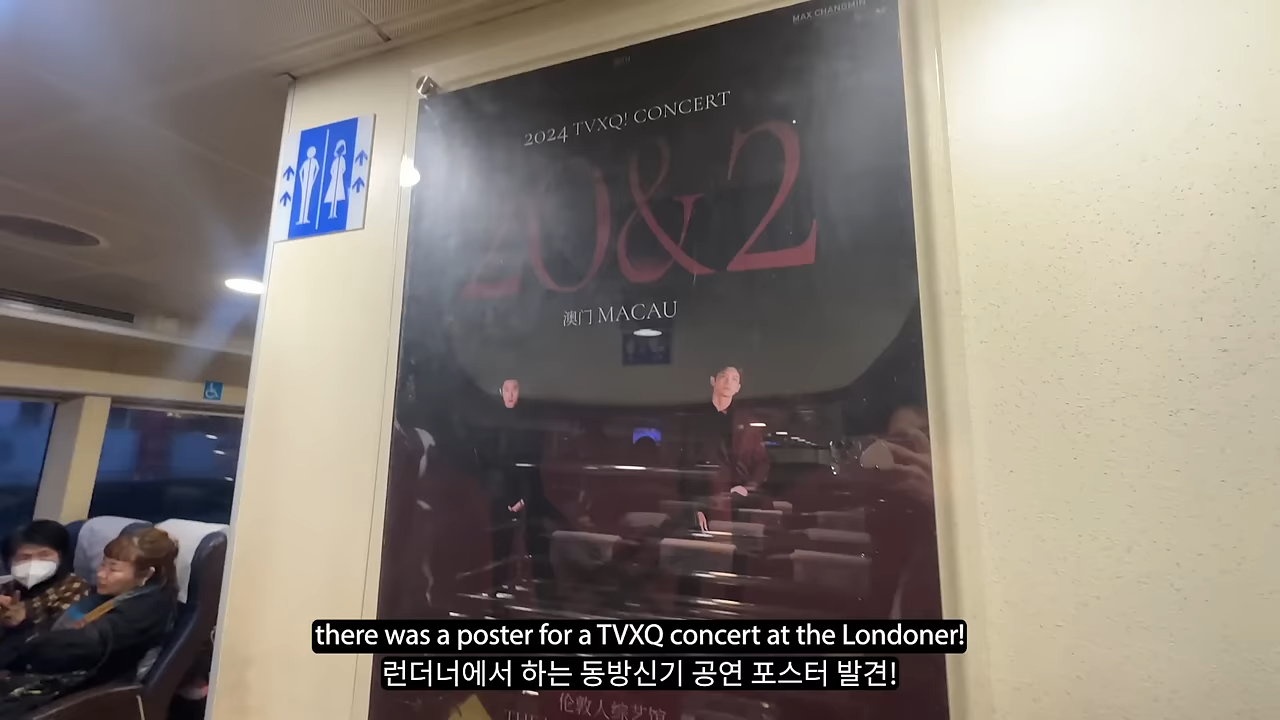 MAX CHANGMIN
2024 TVXQ! CONCERT
20&2
澳门 MACAU
there was a poster for a TVXQ concert at the Londoner!
런더너에서 하는 동방신기 공연 포스터 발견!
伦敦人综艺馆